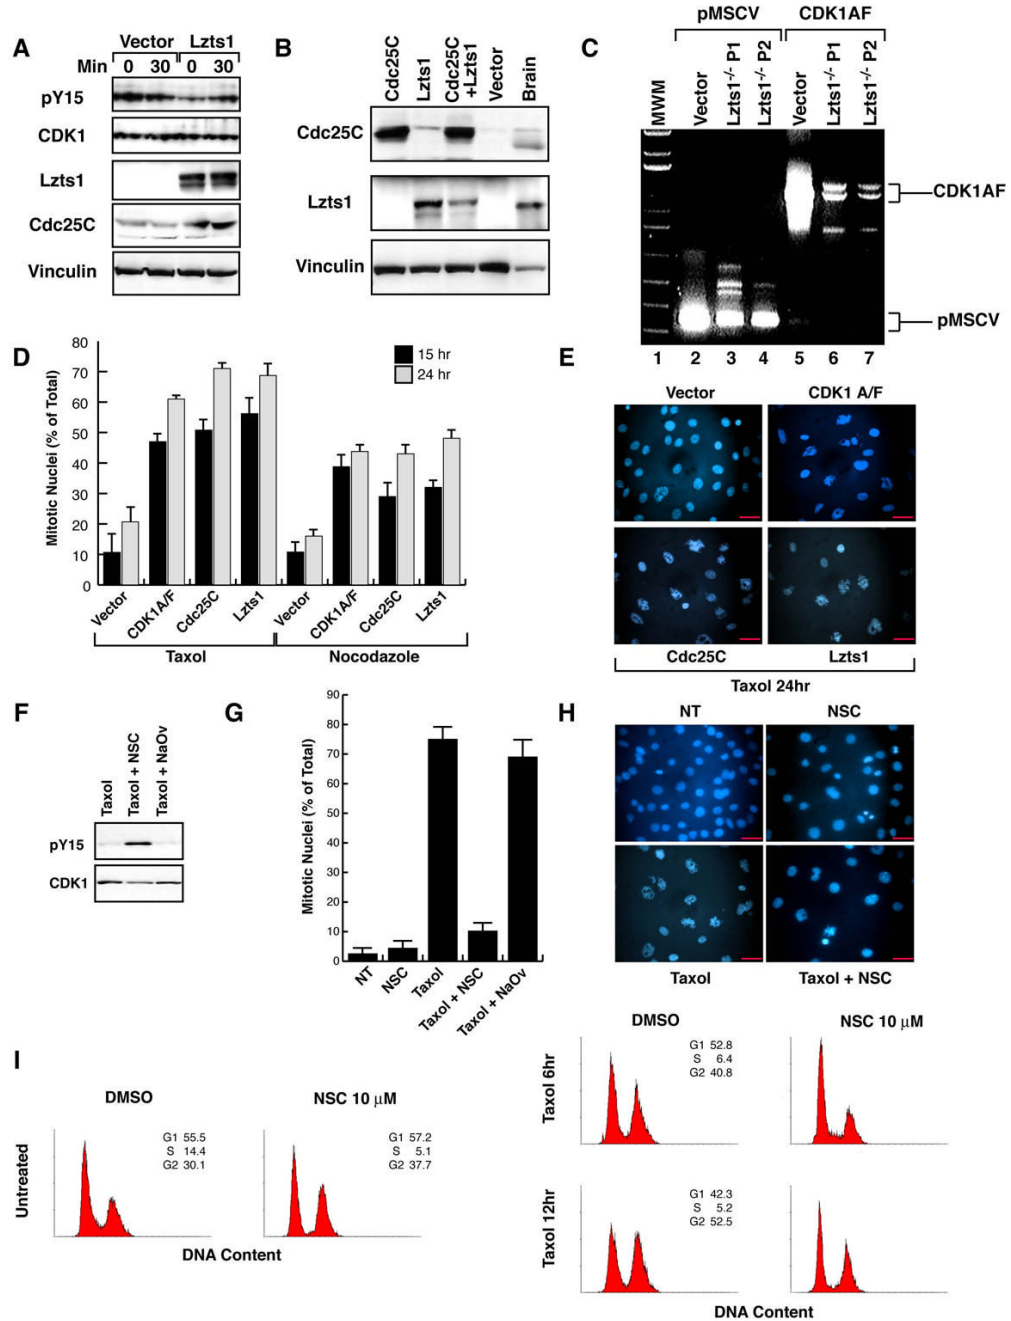 A
Vector Lzts1
Min 0 30 0 30
pY15
CDK1
Lzts1
Cdc25C
Vinculin
B
Cdc25C
Lzts1
Cdc25C +Lzts1
Vector
Brain
Cdc25C
Lzts1
Vinculin
C
pMSCV CDK1AF
MWM
Vector
Lzts1-/- P1
Lzts1-/- P2
Vector
Lzts1-/- P1
Lzts1-/- P2
CDK1AF
pMSCV
1 2 3 4 5 6 7
D
Mitotic Nuclei (% of Total)
80
70
60
50
40
30
20
10
0
15 hr
24 hr
Vector CDK1A/F Cdc25C Lzts1 Vector CDK1A/F Cdc25C Lzts1
Taxol Nocodazole
E
Vector CDK1 A/F
Cdc25C Lzts1
Taxol 24hr
F
Taxol
Taxol + NSC
Taxol + NaOv
pY15
CDK1
G
Mitotic Nuclei (% of Total)
90
80
70
60
50
40
30
20
10
0
NT NSC Taxol Taxol + NSC Taxol + NaOv
H
NT NSC
Taxol Taxol + NSC
I
DMSO NSC 10 µM
Untreated
G1 55.5
S 14.4
G2 30.1
G1 57.2
S 5.1
G2 37.7
DNA Content
DMSO NSC 10 µM
Taxol 6hr
G1 52.8
S 6.4
G2 40.8
Taxol 12hr
G1 42.3
S 5.2
G2 52.5
DNA Content